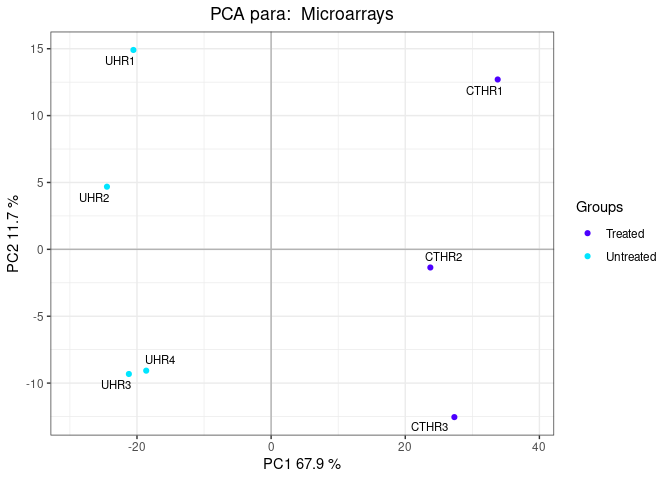 PCA para:  Microarrays
15
10
5
0
-5
-10
PC2 11.7 %
UHR1
CTHR1
UHR2
CTHR2
UHR4
UHR3
CTHR3
-20
0
20
40
PC1 67.9 %
Groups
Treated
Untreated